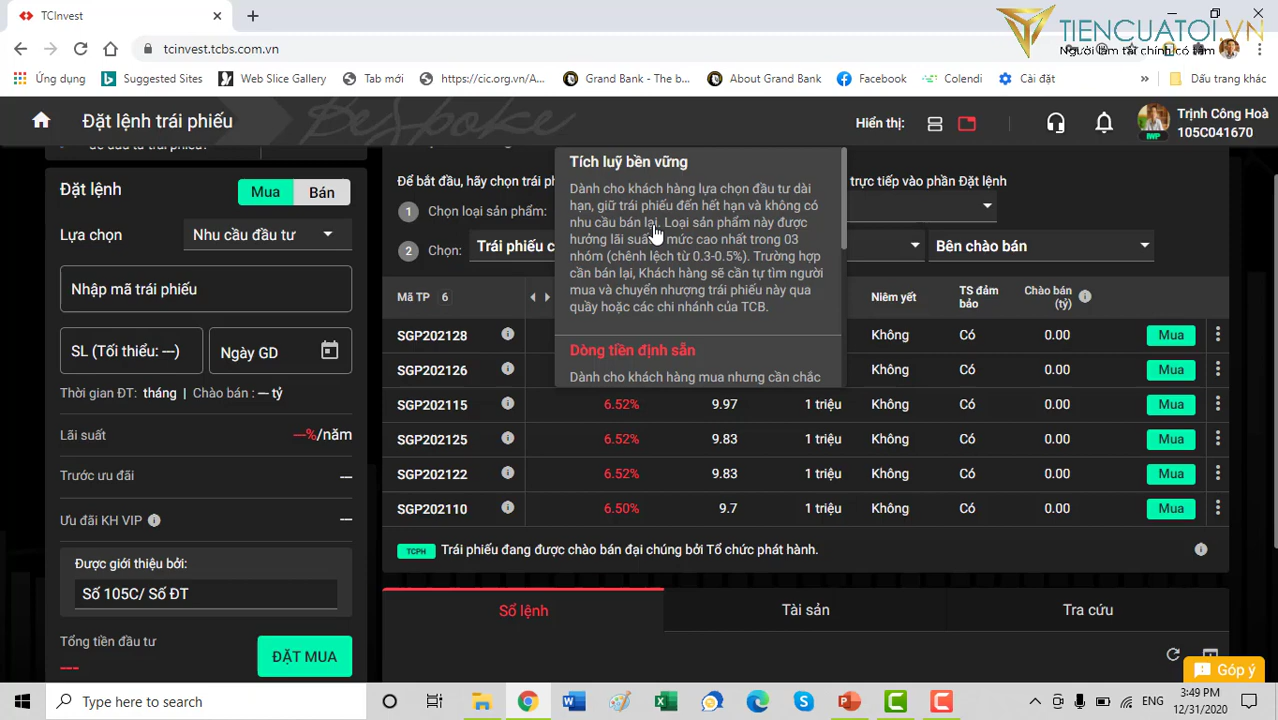 TCInvest
TIENCUATOI.VN
Người làm tài chính có tâm
tcinvest.tcbs.com.vn
Ứng dụng
Suggested Sites
Web Slice Gallery
Tab mới
https://cic.org.vn/A...
Grand Bank - The b...
About Grand Bank
Facebook
Colendi
Cài đặt
»
Dấu trang khác
Đặt lệnh trái phiếu
BeSpoke
Hiển thị:
Trịnh Công Hoà
105C041670
IWP
để đầu tư trái phiếu?
Đặt lệnh
Mua
Bán
Lựa chọn
Nhu cầu đầu tư
Nhập mã trái phiếu
SL (Tối thiểu: —)
Ngày GD
Thời gian ĐT: tháng | Chào bán : — tỷ
Lãi suất
—%/năm
Trước ưu đãi
—
Ưu đãi KH VIP
—
Được giới thiệu bởi:
Số 105C/ Số ĐT
Tổng tiền đầu tư
---
ĐẶT MUA
Để bắt đầu, hãy chọn trái
trực tiếp vào phần Đặt lệnh
1 Chọn loại sản phẩm:
2 Chọn:
Trái phiếu c
Bên chào bán
Tích luỹ bền vững
Dành cho khách hàng lựa chọn đầu tư dài
hạn, giữ trái phiếu đến hết hạn và không có
nhu cầu bán lại. Loại sản phẩm này được
hưởng lãi suất mức cao nhất trong 03
nhóm (chênh lệch từ 0.3-0.5%). Trường hợp
cần bán lại, Khách hàng sẽ cần tự tìm người
mua và chuyển nhượng trái phiếu này qua
quầy hoặc các chi nhánh của TCB.
Dòng tiền định sẵn
Dành cho khách hàng mua nhưng cần chắc
Mã TP 6
Niêm yết
TS đảm bảo
Chào bán (tỷ)
SGP202128 Không Có 0.00 Mua
SGP202126 Không Có 0.00 Mua
SGP202115 6.52% 9.97 1 triệu Không Có 0.00 Mua
SGP202125 6.52% 9.83 1 triệu Không Có 0.00 Mua
SGP202122 6.52% 9.83 1 triệu Không Có 0.00 Mua
SGP202110 6.50% 9.7 1 triệu Không Có 0.00 Mua
TCPH Trái phiếu đang được chào bán đại chúng bởi Tổ chức phát hành.
Sổ lệnh
Tài sản
Tra cứu
Góp ý
Type here to search
ENG
3:49 PM
12/31/2020